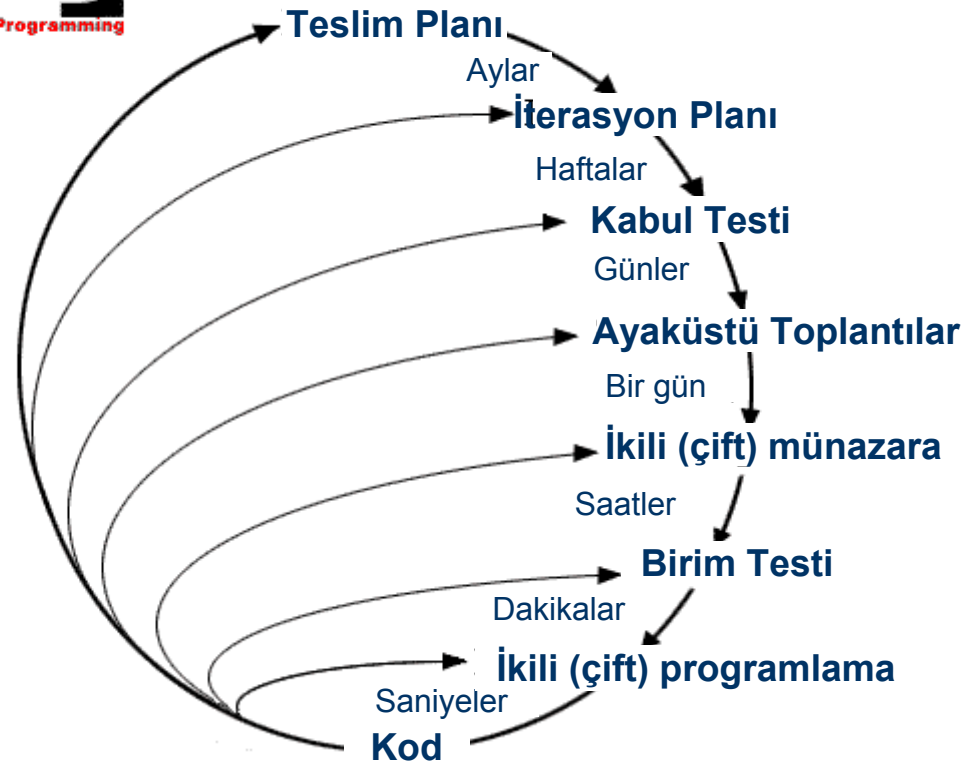 Programming
Teslim Planı
Aylar
İterasyon Planı
Haftalar
Kabul Testi
Günler
Ayaküstü Toplantılar
Bir gün
İkili (çift) münazara
Saatler
Birim Testi
Dakikalar
İkili (çift) programlama
Saniyeler
Kod